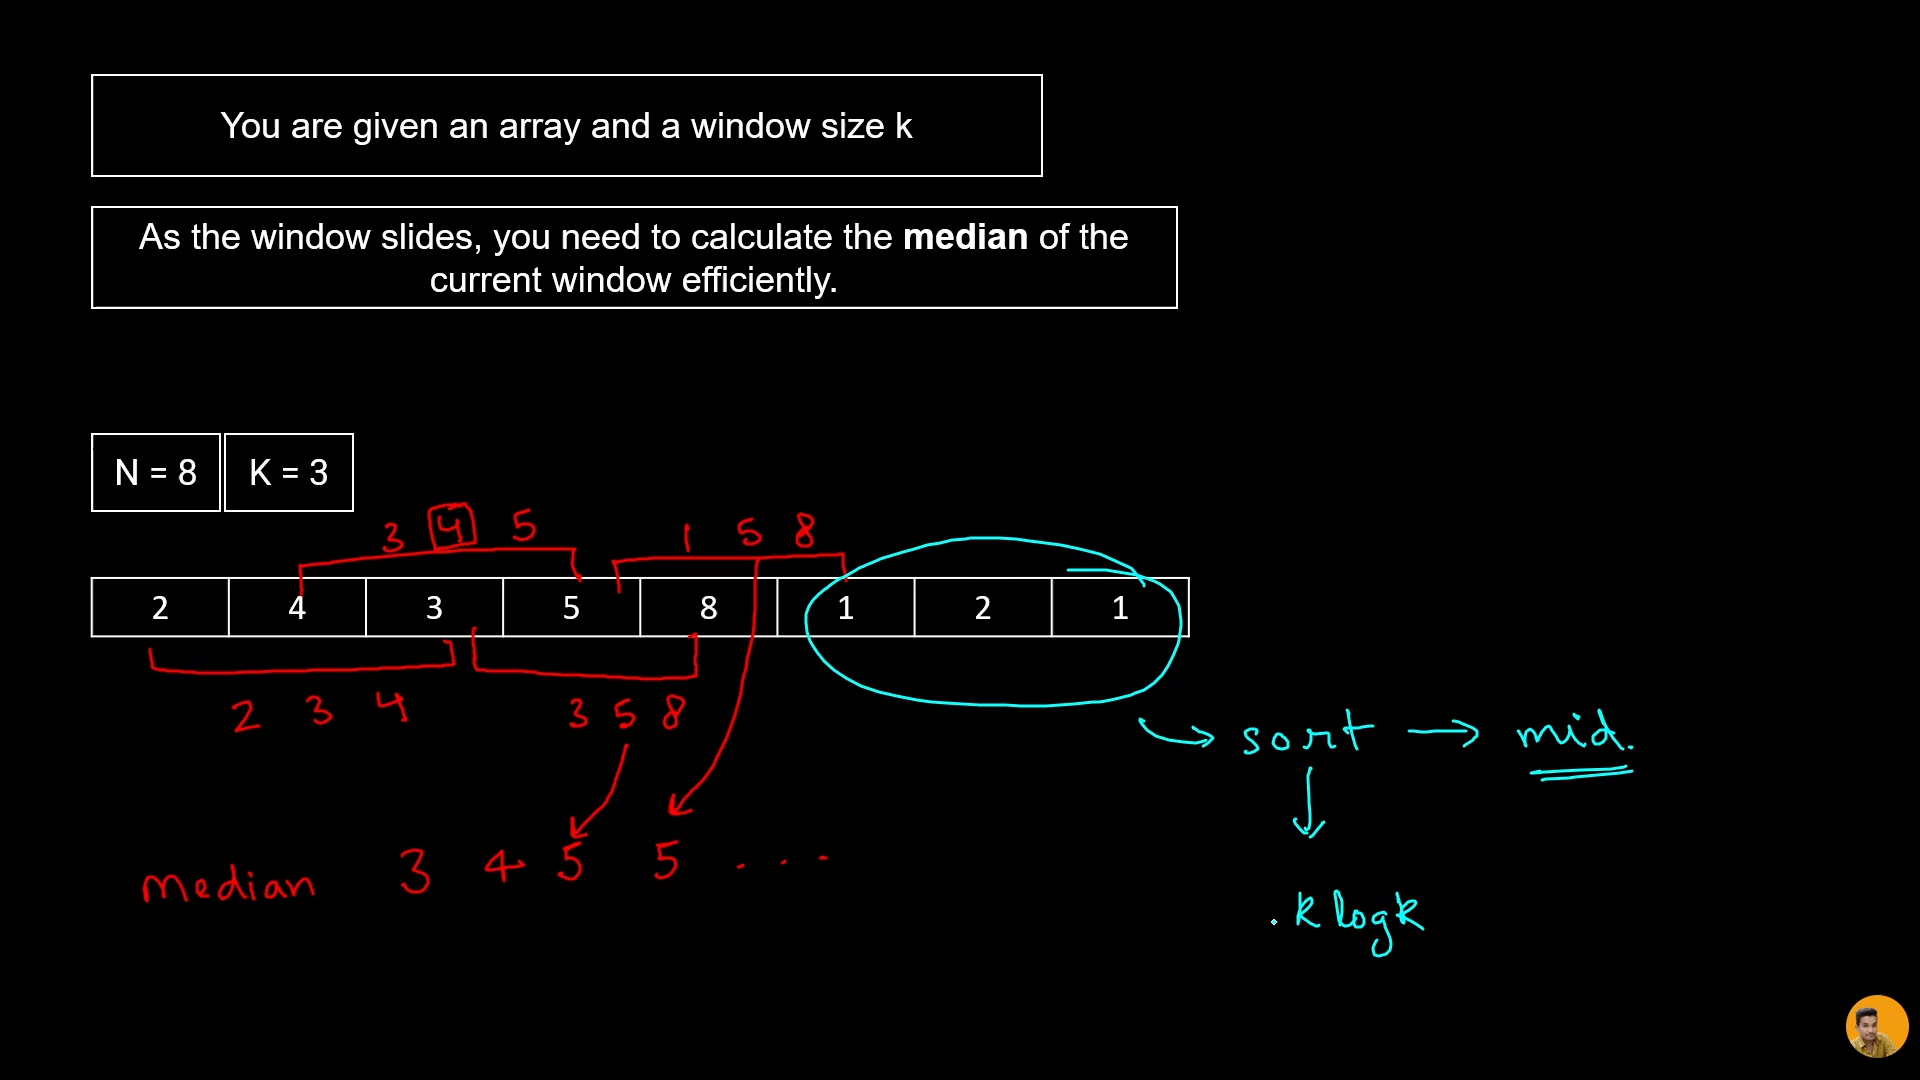 You are given an array and a window size k
As the window slides, you need to calculate the median of the
current window efficiently.
N = 8 K = 3
3 4 5 1 5 8
2 4 3 5 8 1 2 1
2 3 4 3 5 8
sort → mid.
median 3 4 5 5 . . .
k logk